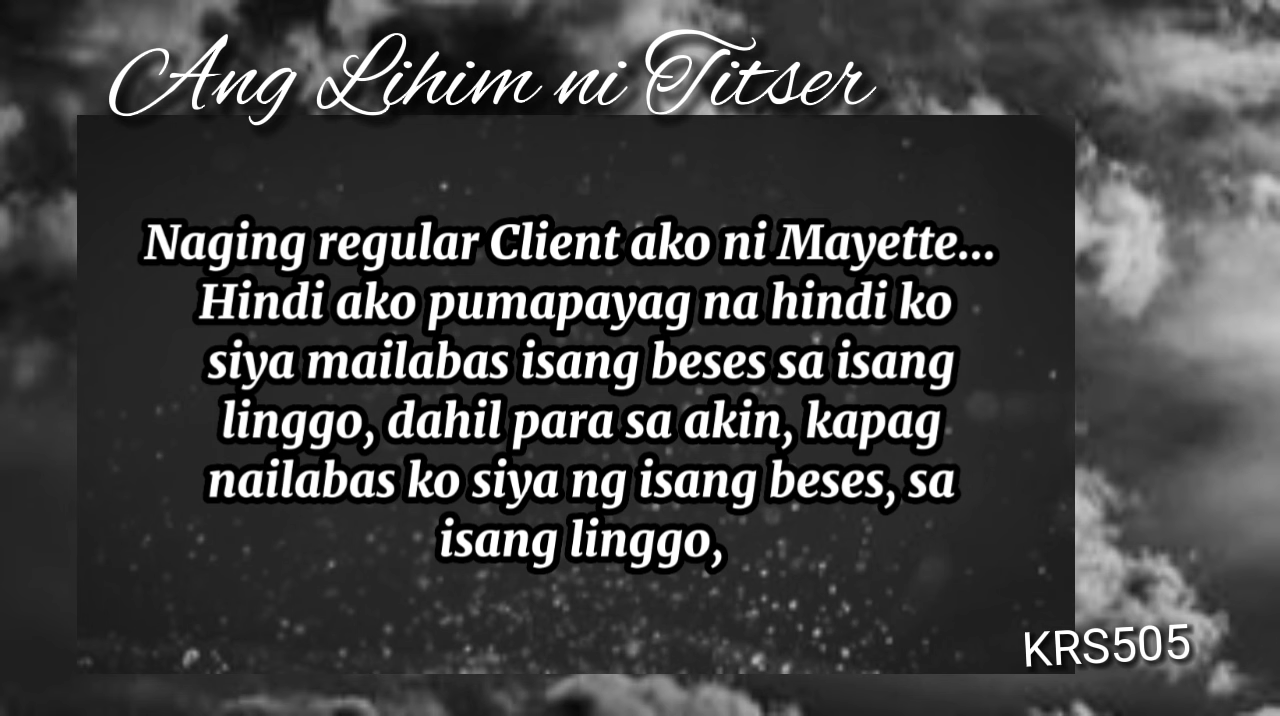 Ang Lihim ni Titser
Naging regular Client ako ni Mayette...
Hindi ako pumapayag na hindi ko
siya mailabas isang beses sa isang
linggo, dahil para sa akin, kapag
nailabas ko siya ng isang beses, sa
isang linggo,
KRS505